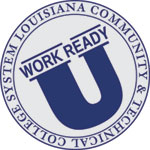 LOUISIANA COMMUNITY & TECHNICAL COLLEGE SYSTEM
WORK READY
U